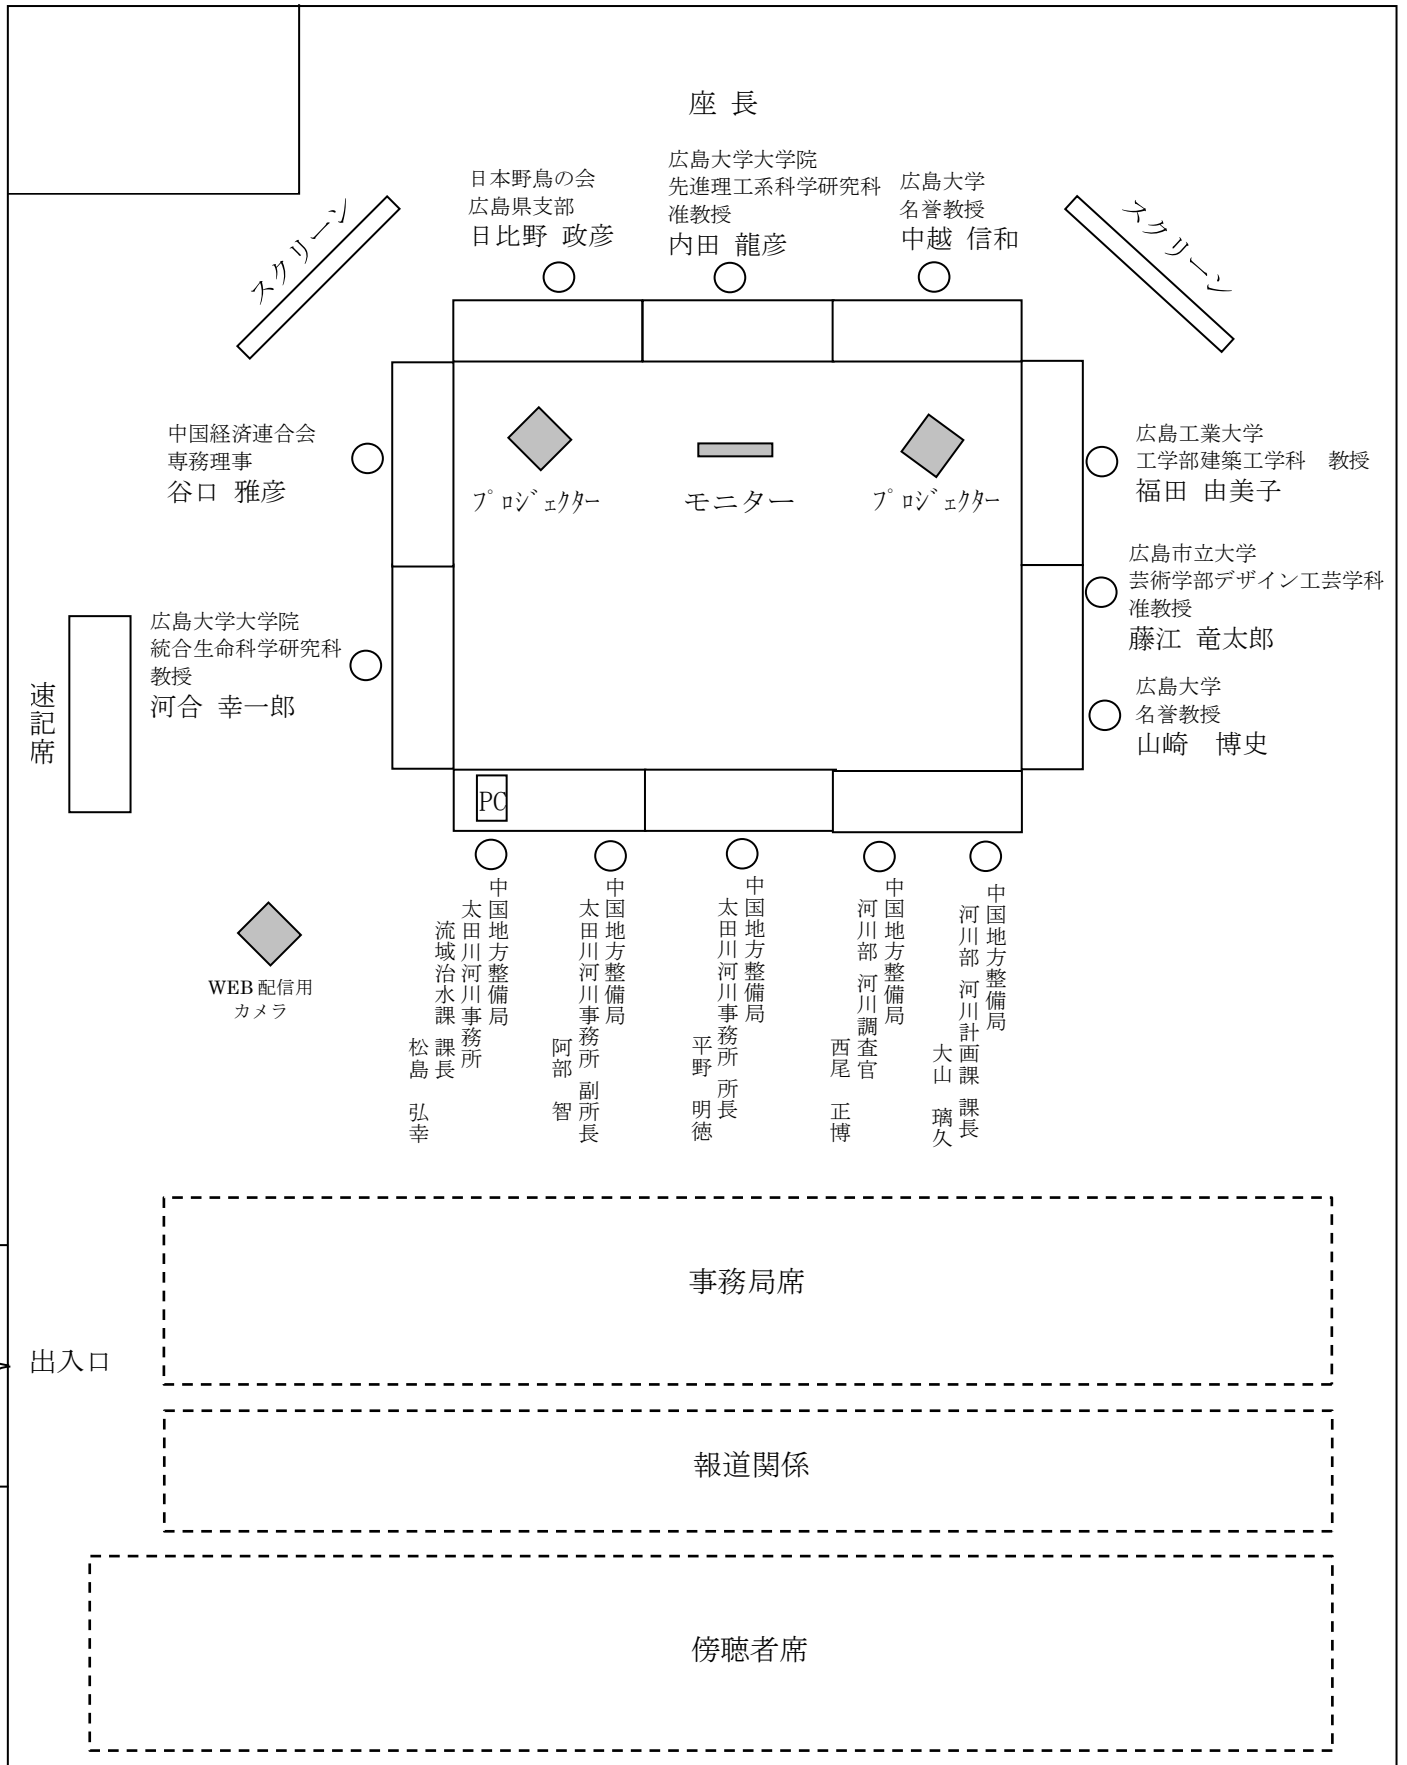 座 長
日本野鳥の会
広島県支部
日比野 政彦
広島大学大学院
先進理工系科学研究科
准教授
内田 龍彦
広島大学
名誉教授
中越 信和
スクリーン
スクリーン
中国経済連合会
専務理事
谷口 雅彦
プロジェクター
モニター
プロジェクター
広島工業大学
工学部建築工学科　教授
福田 由美子
広島市立大学
芸術学部デザイン工芸学科
准教授
藤江 竜太郎
広島大学大学院
統合生命科学研究科
教授
河合 幸一郎
速記席
広島大学
名誉教授
山崎　博史
PC
中国地方整備局
太田川河川事務所
流域治水課 課長
松島　弘幸
中国地方整備局
太田川河川事務所 副所長
阿部　智
中国地方整備局
太田川河川事務所 所長
平野　明徳
中国地方整備局
河川部 河川調査官
西尾　正博
中国地方整備局
河川部 河川計画課 課長
大山　璃久
WEB 配信用
カメラ
事務局席
出入口
報道関係
傍聴者席